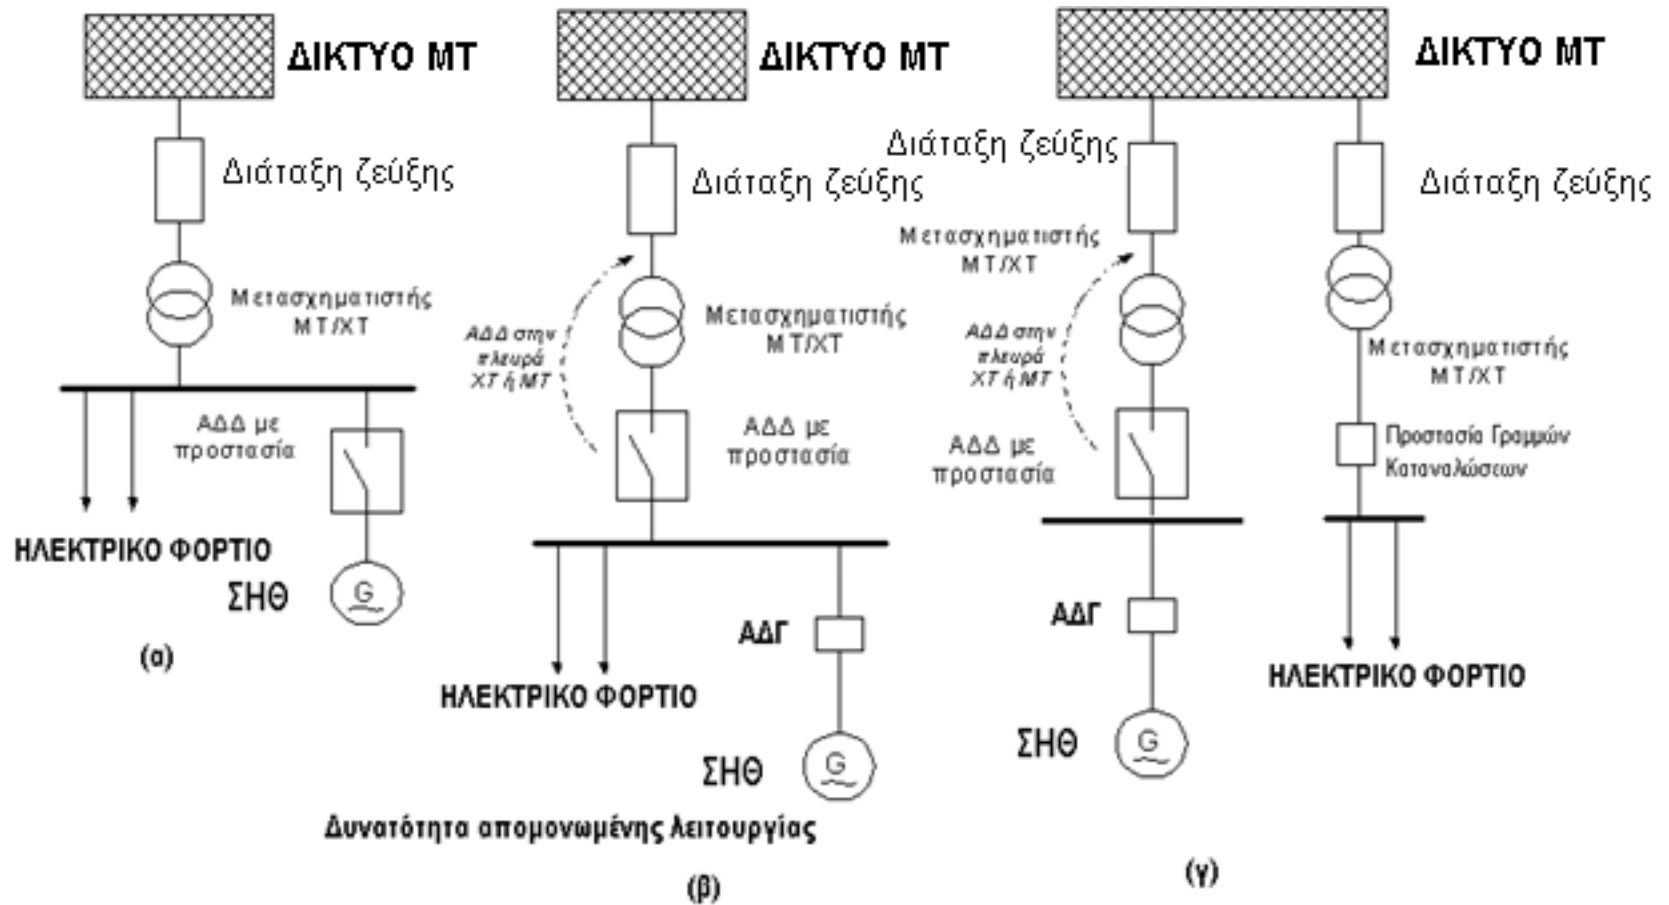 ΔΙΚΤΥΟ ΜΤ
Διάταξη ζεύξης
Μετασχηματιστής
ΜΤ/ΧΤ
ΑΔΔ με
προστασία
ΗΛΕΚΤΡΙΚΟ ΦΟΡΤΙΟ
ΣΗΘ
G
(α)
ΔΙΚΤΥΟ ΜΤ
Διάταξη ζεύξης
ΑΔΔ στην
πλευρά
ΧΤ ή ΜΤ
Μετασχηματιστής
ΜΤ/ΧΤ
ΑΔΔ με
προστασία
ΑΔΓ
ΗΛΕΚΤΡΙΚΟ ΦΟΡΤΙΟ
ΣΗΘ
G
Δυνατότητα απομονωμένης λειτουργίας
(β)
ΔΙΚΤΥΟ ΜΤ
Διάταξη ζεύξης
Μετασχηματιστής
ΜΤ/ΧΤ
ΑΔΔ στην
πλευρά
ΧΤ ή ΜΤ
ΑΔΔ με
προστασία
ΑΔΓ
ΣΗΘ
G
Διάταξη ζεύξης
Μετασχηματιστής
ΜΤ/ΧΤ
Προστασία Γραμμών
Καταναλώσεων
ΗΛΕΚΤΡΙΚΟ ΦΟΡΤΙΟ
(γ)